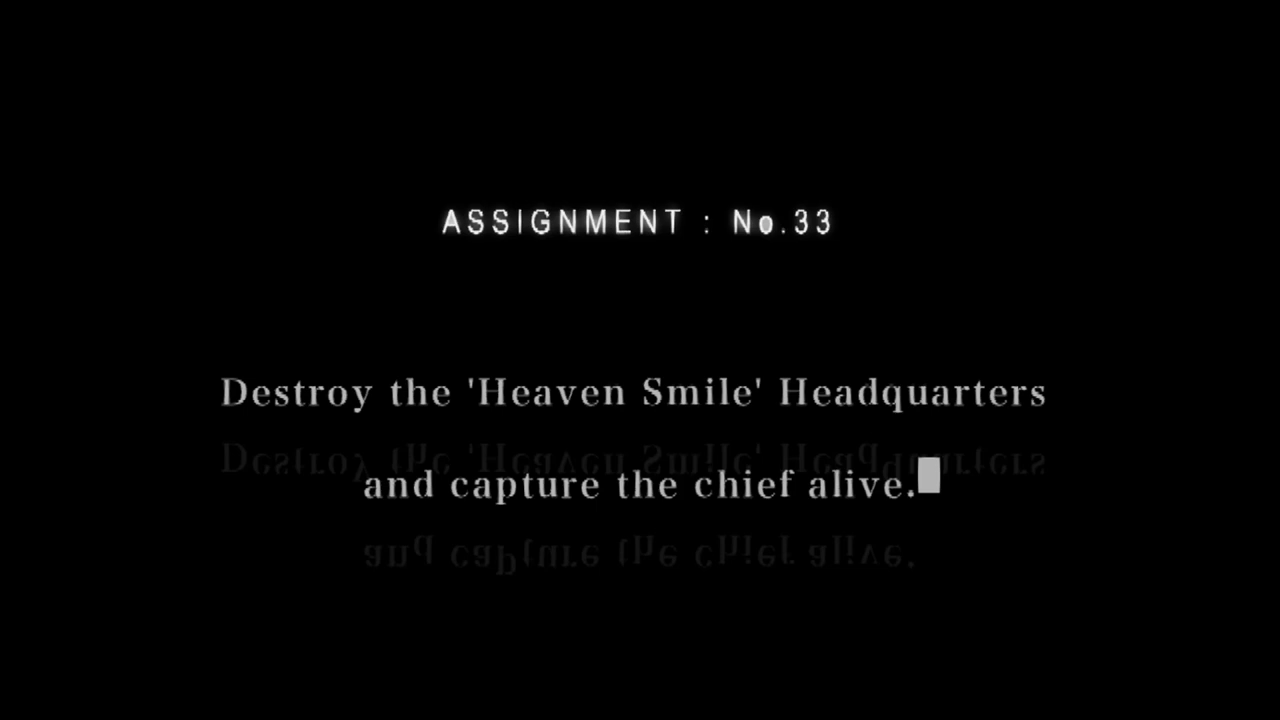 ASSIGNMENT : No.33
Destroy the 'Heaven Smile' Headquarters
and capture the chief alive.